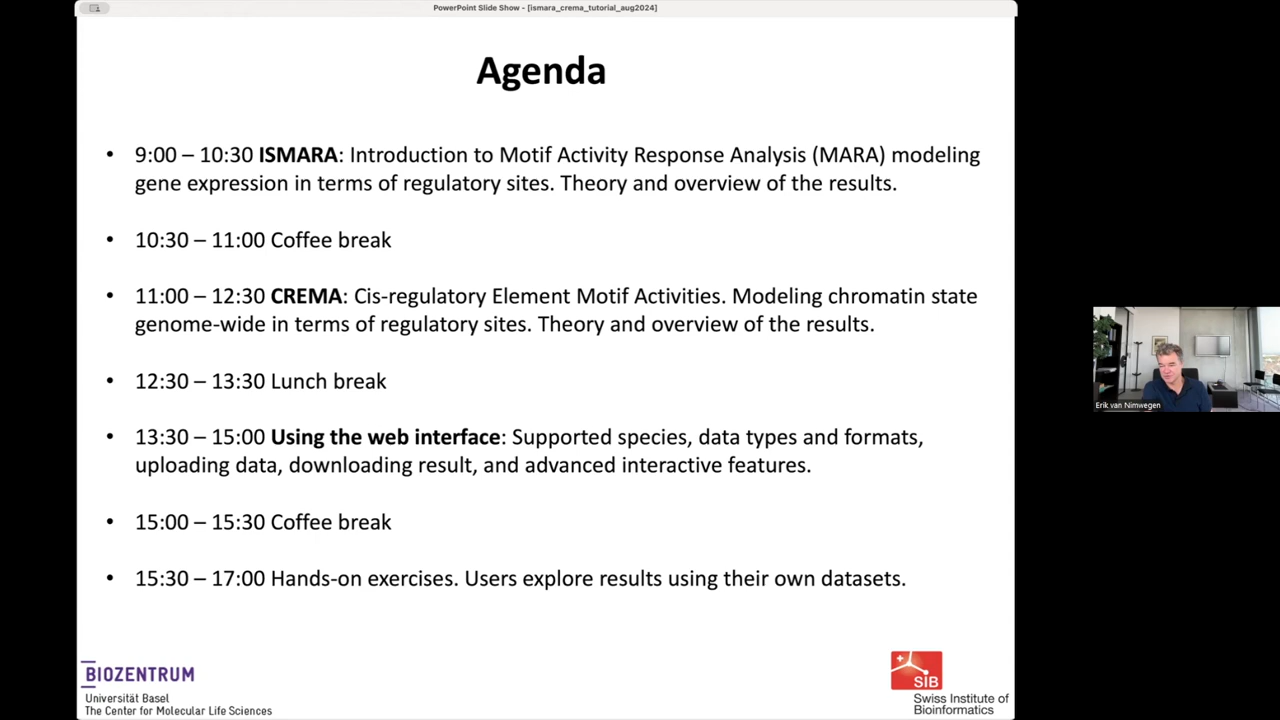 PowerPoint Slide Show - [ismara_crema_tutorial_aug2024]
Agenda
• 9:00 – 10:30 ISMARA: Introduction to Motif Activity Response Analysis (MARA) modeling
gene expression in terms of regulatory sites. Theory and overview of the results.
• 10:30 – 11:00 Coffee break
• 11:00 – 12:30 CREMA: Cis-regulatory Element Motif Activities. Modeling chromatin state
genome-wide in terms of regulatory sites. Theory and overview of the results.
• 12:30 – 13:30 Lunch break
• 13:30 – 15:00 Using the web interface: Supported species, data types and formats,
uploading data, downloading result, and advanced interactive features.
• 15:00 – 15:30 Coffee break
• 15:30 – 17:00 Hands-on exercises. Users explore results using their own datasets.
BIOZENTRUM
Universität Basel
The Center for Molecular Life Sciences
SIB
Swiss Institute of
Bioinformatics
Erik van Nimwegen